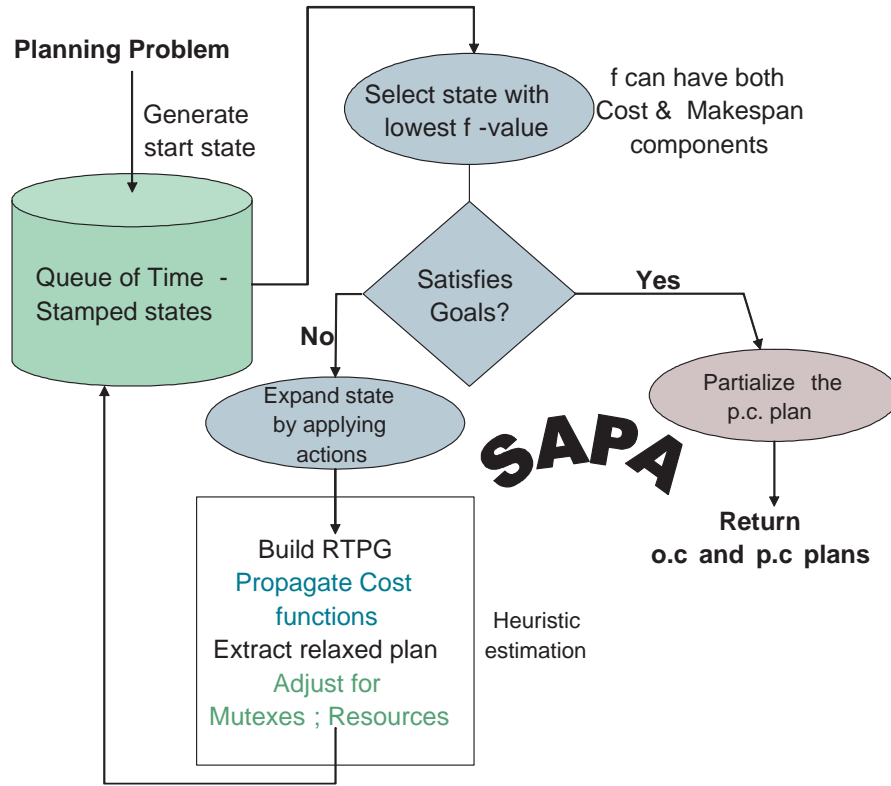 Planning Problem
Generate
start state
Queue of Time -
Stamped states
Select state with
lowest f -value
f can have both
Cost & Makespan
components
Satisfies
Goals?
Yes
No
Partialize the
p.c. plan
Return
o.c and p.c plans
Expand state
by applying
actions
SAPA
Build RTPG
Propagate Cost
functions
Extract relaxed plan
Adjust for
Mutexes ; Resources
Heuristic
estimation